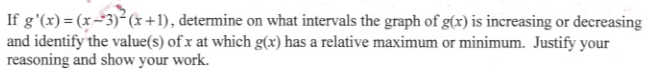 If g'(x) = (x-3)²(x+1), determine on what intervals the graph of g(x) is increasing or decreasing
and identify the value(s) of x at which g(x) has a relative maximum or minimum. Justify your
reasoning and show your work.